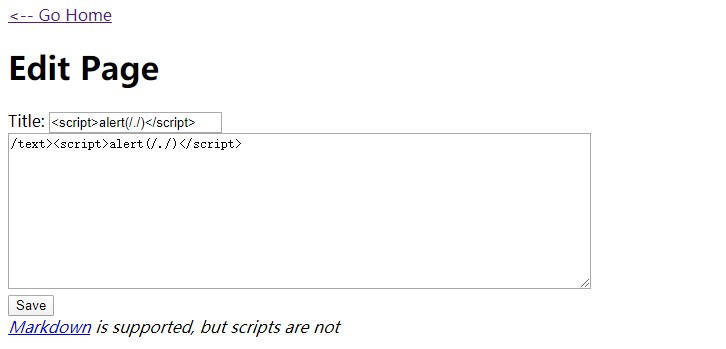 <-- Go Home
Edit Page
Title: <script>alert(/./)</script>
/text><script>alert(/./)</script>
Save
Markdown is supported, but scripts are not